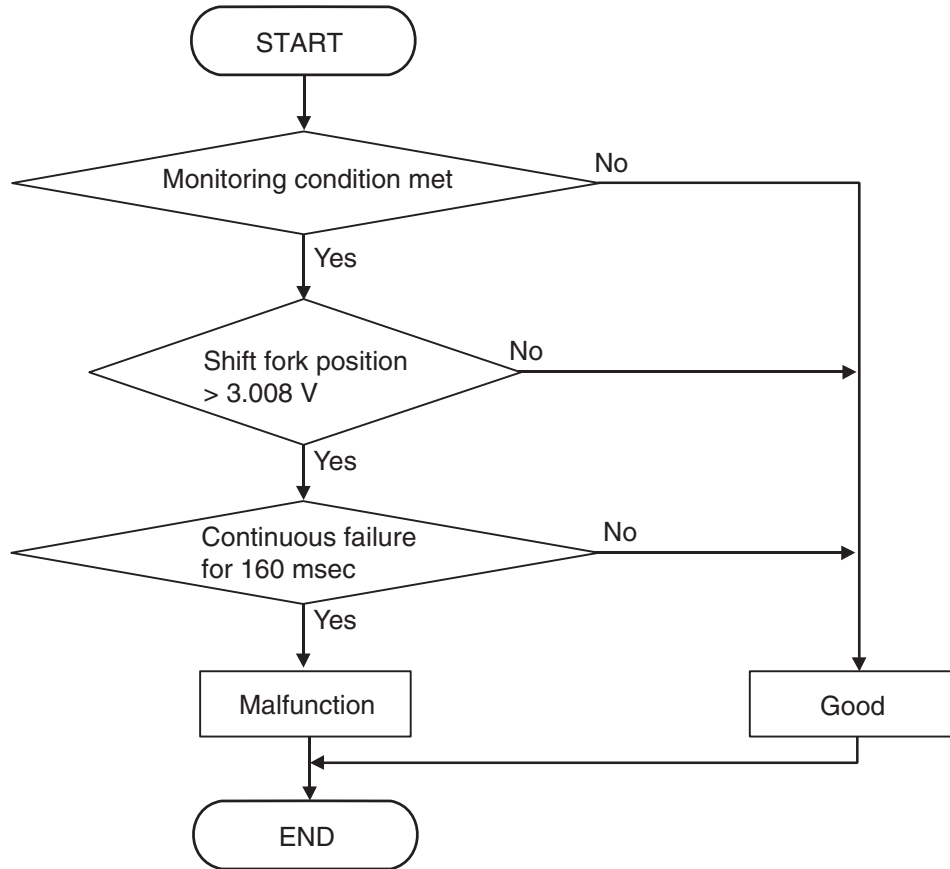 START
Monitoring condition met
No
Yes
Shift fork position
> 3.008 V
No
Yes
Continuous failure
for 160 msec
No
Yes
Malfunction
Good
END